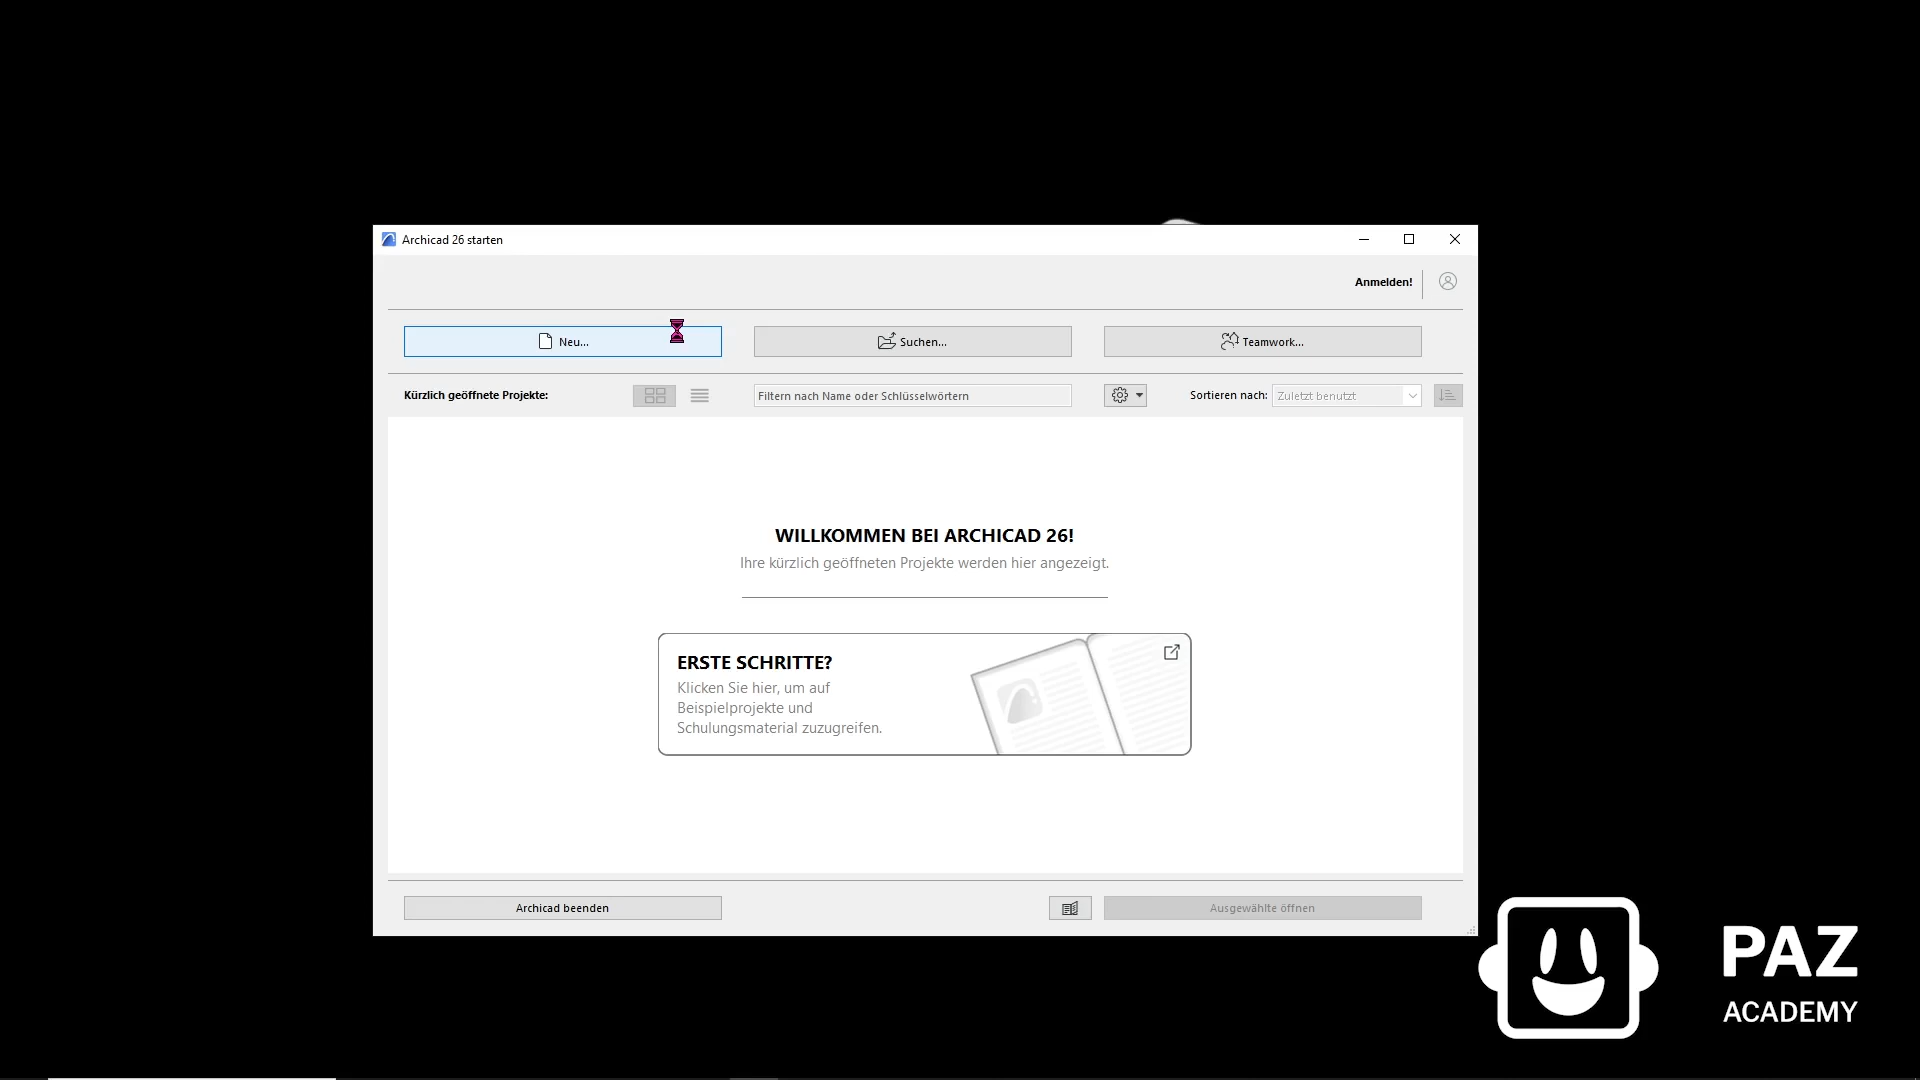 Archicad 26 starten
Anmelden!
Neu...
Suchen...
Teamwork...
Kürzlich geöffnete Projekte:
Filtern nach Name oder Schlüsselwörtern
Sortieren nach:
Zuletzt benutzt
WILLKOMMEN BEI ARCHICAD 26!
Ihre kürzlich geöffneten Projekte werden hier angezeigt.
ERSTE SCHRITTE?
Klicken Sie hier, um auf
Beispielprojekte und
Schulungsmaterial zuzugreifen.
Archicad beenden
Ausgewählte öffnen
PAZ
ACADEMY